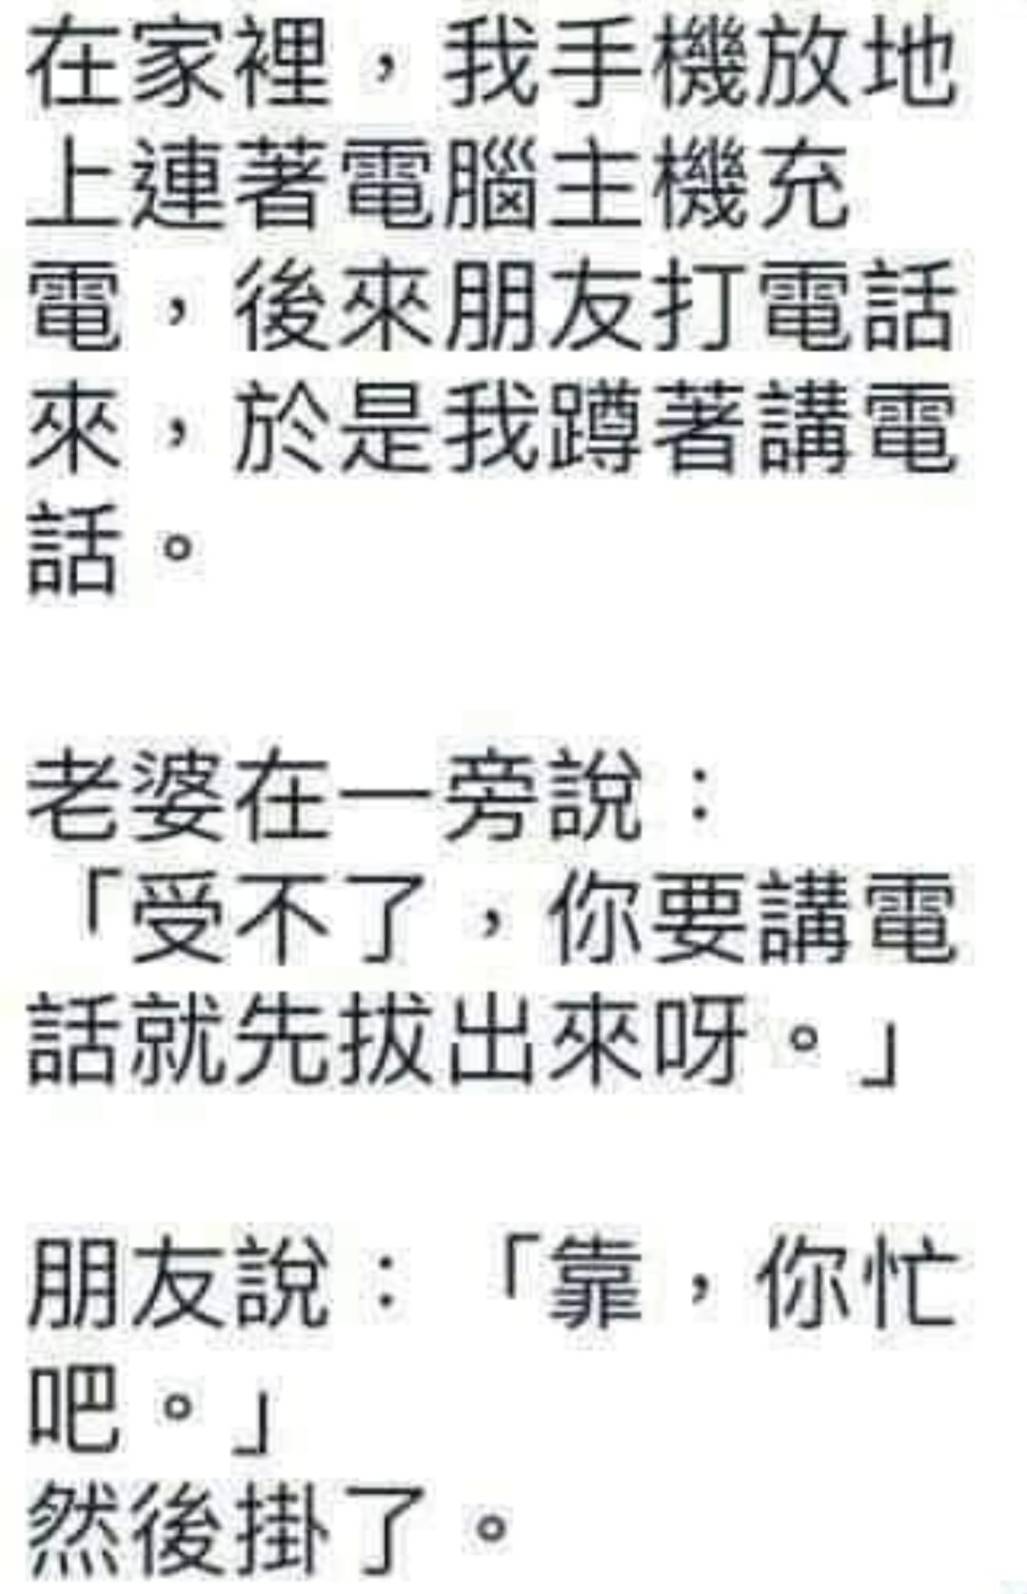 在家裡，我手機放地
上連著電腦主機充
電，後來朋友打電話
來，於是我蹲著講電
話。
老婆在一旁說：
「受不了，你要講電
話就先拔出來呀。」
朋友說：「靠，你忙
吧。」
然後掛了。